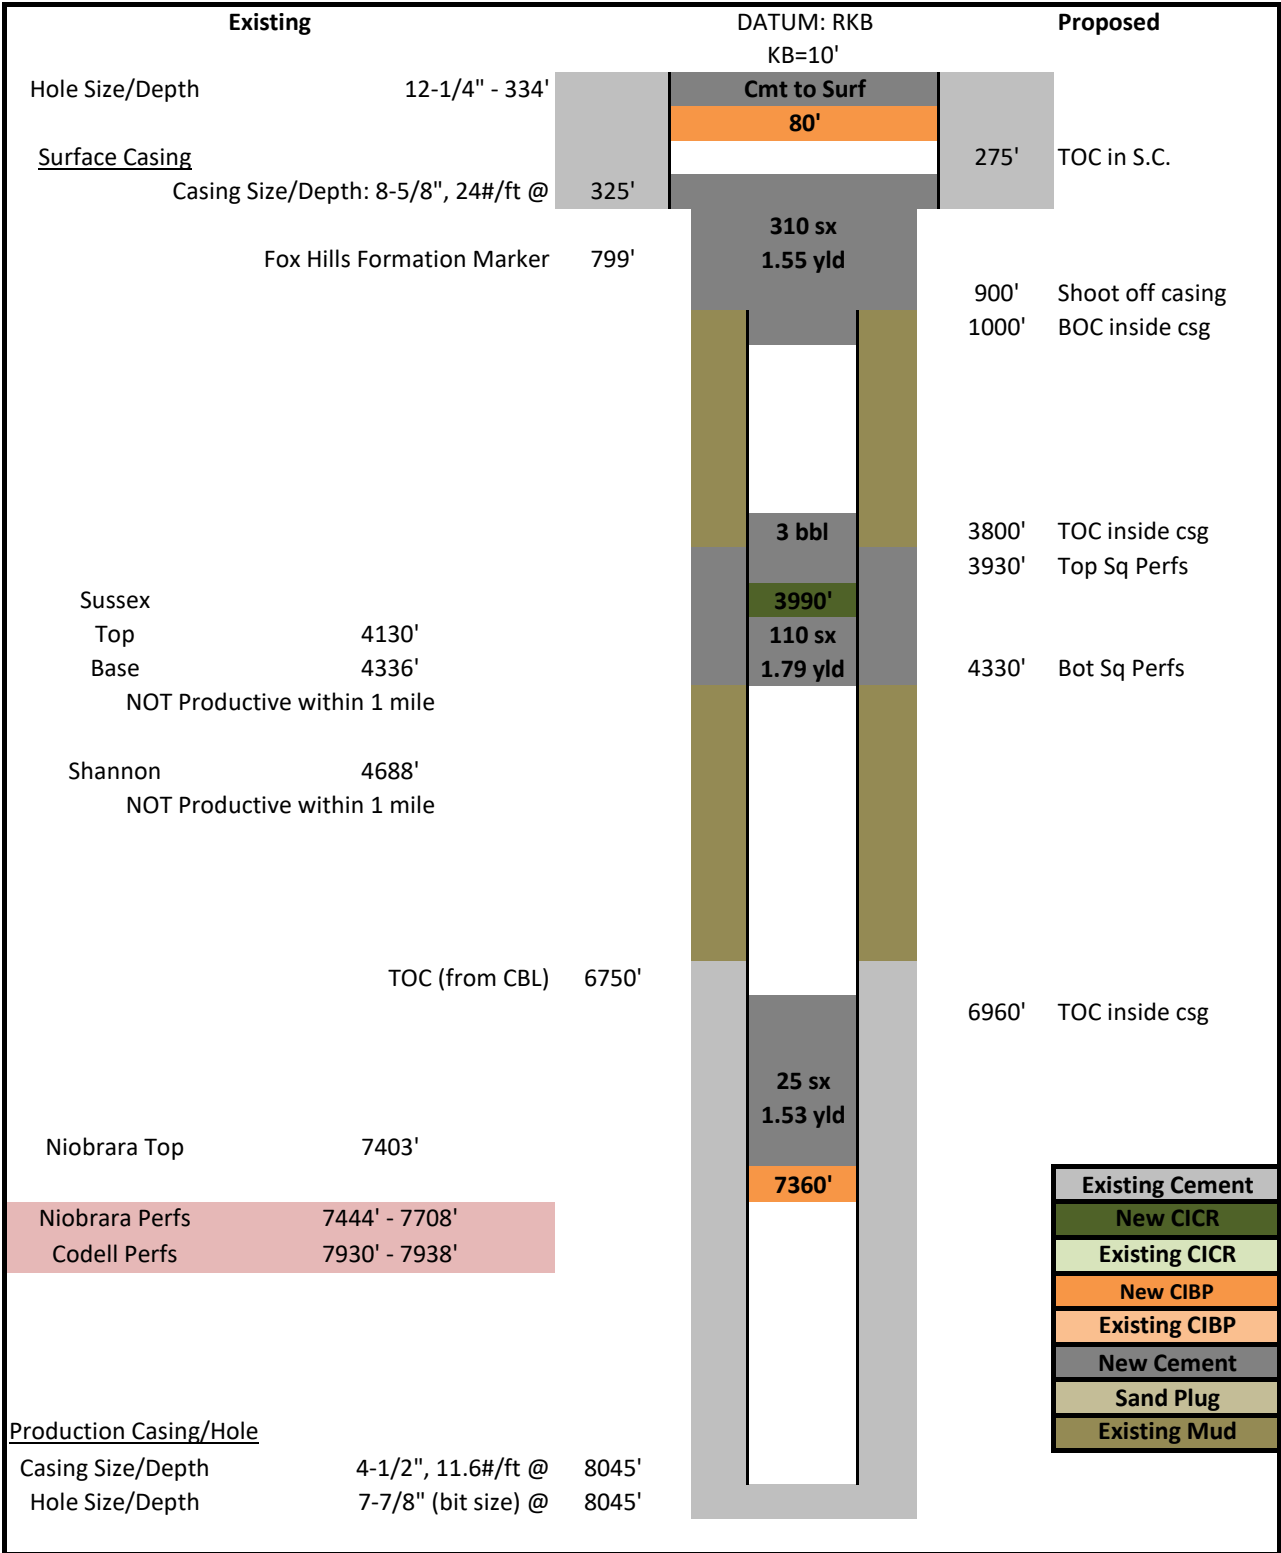 Existing DATUM: RKB Proposed
KB=10'
Hole Size/Depth 12-1/4" - 334' Cmt to Surf
80'
Surface Casing 275' TOC in S.C.
Casing Size/Depth: 8-5/8", 24#/ft @ 325'
310 sx
Fox Hills Formation Marker 799' 1.55 yld
900' Shoot off casing
1000' BOC inside csg
3 bbl 3800' TOC inside csg
3930' Top Sq Perfs
Sussex 3990'
Top 4130' 110 sx
Base 4336' 1.79 yld 4330' Bot Sq Perfs
NOT Productive within 1 mile
Shannon 4688'
NOT Productive within 1 mile
TOC (from CBL) 6750'
6960' TOC inside csg
25 sx
1.53 yld
Niobrara Top 7403'
7360' Existing Cement
Niobrara Perfs 7444' - 7708' New CICR
Codell Perfs 7930' - 7938' Existing CICR
New CIBP
Existing CIBP
New Cement
Sand Plug
Production Casing/Hole Existing Mud
Casing Size/Depth 4-1/2", 11.6#/ft @ 8045'
Hole Size/Depth 7-7/8" (bit size) @ 8045'